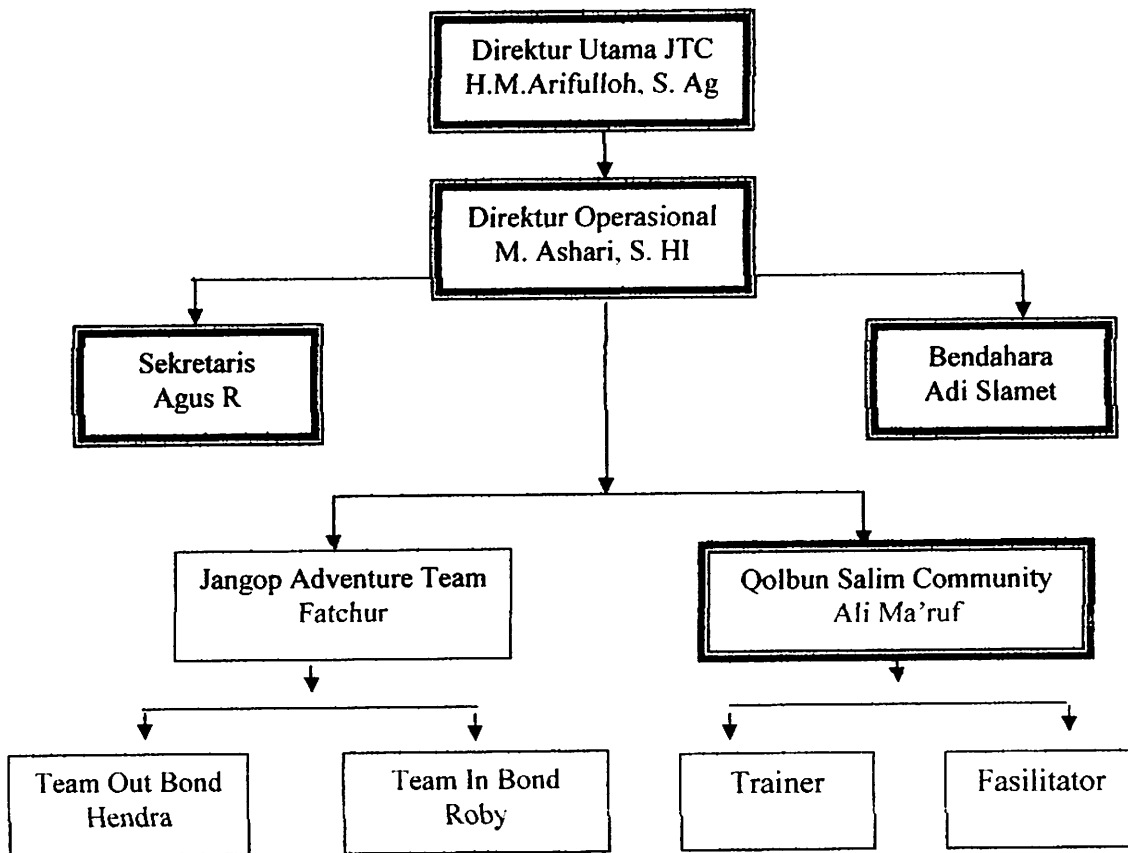 Direktur Utama JTC
H.M.Arifulloh, S. Ag
Direktur Operasional
M. Ashari, S. HI
Sekretaris
Agus R
Bendahara
Adi Slamet
Jangop Adventure Team
Fatchur
Qolbun Salim Community
Ali Ma'ruf
Team Out Bond
Hendra
Team In Bond
Roby
Trainer
Fasilitator